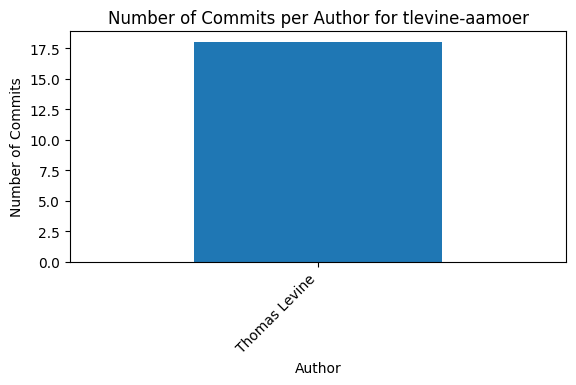 Number of Commits per Author for tlevine-aamoer
17.5
15.0
12.5
10.0
7.5
5.0
2.5
0.0
Number of Commits
Thomas Levine
Author